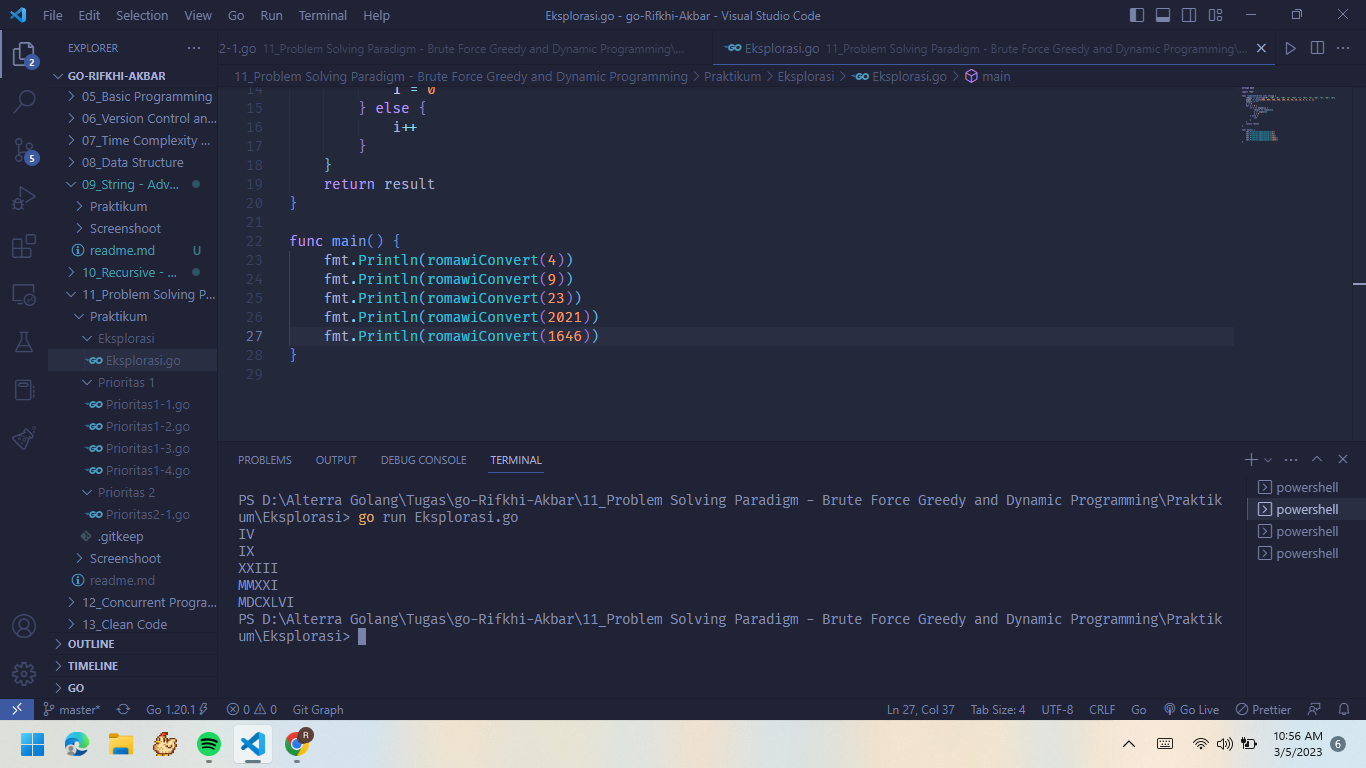 File Edit Selection View Go Run Terminal Help
Eksplorasi.go - go-Rifkhi-Akbar - Visual Studio Code
2
5
EXPLORER
GO-RIFKHI-AKBAR
05_Basic Programming
06_Version Control an...
07_Time Complexity ...
08_Data Structure
09_String - Adv...
Praktikum
Screenshoot
readme.md U
10_Recursive - ...
11_Problem Solving P...
Praktikum
Eksplorasi
Eksplorasi.go
Prioritas 1
Prioritas1-1.go
Prioritas1-2.go
Prioritas1-3.go
Prioritas1-4.go
Prioritas 2
Prioritas2-1.go
.gitkeep
Screenshoot
readme.md
12_Concurrent Progra...
13_Clean Code
OUTLINE
TIMELINE
GO
2-1.go 11_Problem Solving Paradigm - Brute Force Greedy and Dynamic Programming\...
Eksplorasi.go 11_Problem Solving Paradigm - Brute Force Greedy and Dynamic Programming\...
11_Problem Solving Paradigm - Brute Force Greedy and Dynamic Programming > Praktikum > Eksplorasi > Eksplorasi.go > main
14 i = 0
15 } else {
16 i++
17 }
18 }
19 return result
20 }
21
22 func main() {
23 fmt.Println(romawiConvert(4))
24 fmt.Println(romawiConvert(9))
25 fmt.Println(romawiConvert(23))
26 fmt.Println(romawiConvert(2021))
27 fmt.Println(romawiConvert(1646))
28 }
29
PROBLEMS OUTPUT DEBUG CONSOLE TERMINAL
PS D:\Alterra Golang\Tugas\go-Rifkhi-Akbar\11_Problem Solving Paradigm - Brute Force Greedy and Dynamic Programming\Praktik
um\Eksplorasi> go run Eksplorasi.go
IV
IX
XXIII
MMXXI
MDCXLVI
PS D:\Alterra Golang\Tugas\go-Rifkhi-Akbar\11_Problem Solving Paradigm - Brute Force Greedy and Dynamic Programming\Praktik
um\Eksplorasi>
powershell
powershell
powershell
powershell
master* Go 1.20.1 0 0 Git Graph
Ln 27, Col 37 Tab Size: 4 UTF-8 CRLF Go Go Live Prettier
R
10:56 AM
3/5/2023
6